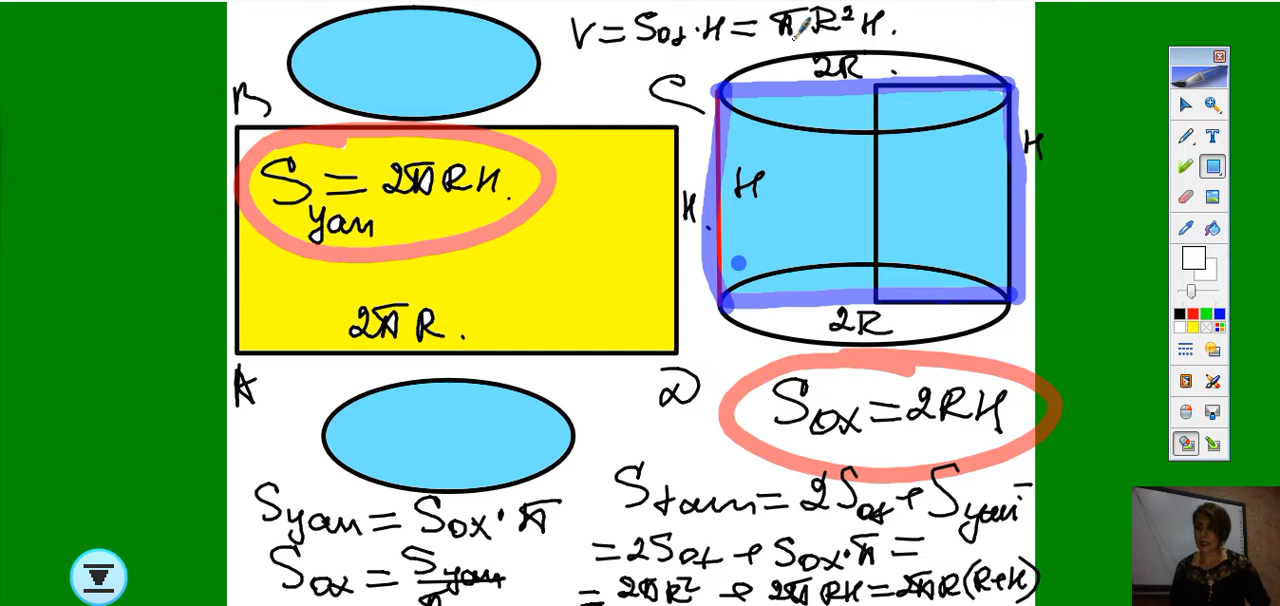 V = Sot · H = πR²H.
2R
B
C
S yan = 2πRH.
H
H
H
2πR.
2R
A
D
Sox = 2RH
Syan = Sox · π
Stam = 2Sot + Syan =
= 2Sot + Sox · π =
Sox = Syan/π
= 2πR² + 2πRH = 2πR(R+H)
T